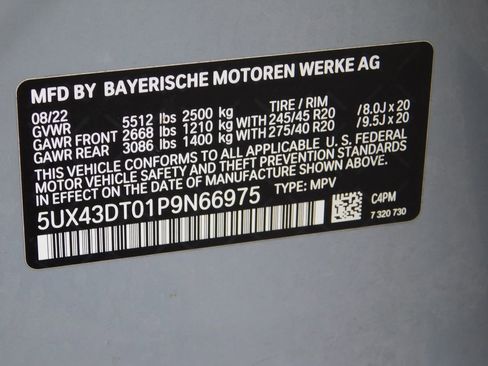 MFD BY BAYERISCHE MOTOREN WERKE AG
08/22 TIRE / RIM
GVWR 5512 lbs 2500 kg
GAWR FRONT 2668 lbs 1210 kg WITH 245/45 R20 /8.0J x 20
GAWR REAR 3086 lbs 1400 kg WITH 275/40 R20 /9.5J x 20
THIS VEHICLE CONFORMS TO ALL APPLICABLE U. S. FEDERAL
MOTOR VEHICLE SAFETY AND THEFT PREVENTION STANDARDS
IN EFFECT ON THE DATE OF MANUFACTURE SHOWN ABOVE.
5UX43DT01P9N66975 TYPE: MPV
C4PM
7 320 730